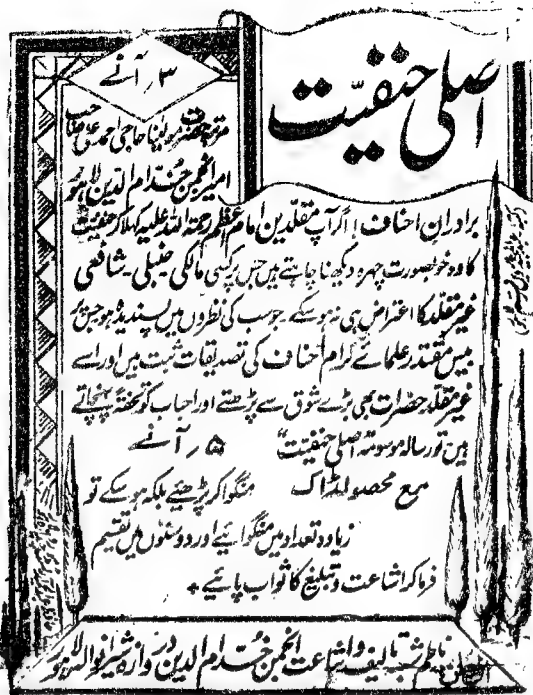 اصلی حنفیت
۳؍ آنے
مرتبہ حضرت مولینا حاجی احمد علی صاحب
امیر انجمن خدام الدین لاہور
برادرانِ احناف! اگر آپ مقلدین امام اعظم رحمۃ اللہ علیہ کہلا کر حنفیت
کا وہ خوبصورت چہرہ دیکھنا چاہتے ہیں جس پر کسی مالکی۔ حنبلی۔ شافعی
غیر مقلد کا اعتراض ہی نہ ہو سکے۔ جو سب کی نظروں میں پسندیدہ ہو جس پر
بیس مقتدر علمائے کرام احناف کی تصدیقات ثبت ہیں اور اسے
غیر مقلد حضرات بھی بڑے شوق سے پڑھتے اور احباب کو تحفۃً پہنچاتے
ہیں تو رسالہ موسومہ "اصلی حنفیت" ۵؍ آنے
مع محصولڈاک منگوا کر پڑھیئے بلکہ ہو سکے تو
زیادہ تعداد میں منگوائیے اور دوستوں میں تقسیم
فرما کر اشاعت و تبلیغ کا ثواب پائیے +
ناظم شعبہ تالیف و اشاعت انجمن خدام الدین دروازہ شیرانوالہ لاہور